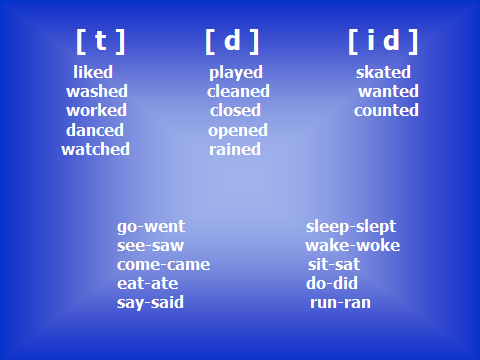 [ t ] [ d ] [ i d ]
liked played skated
washed cleaned wanted
worked closed counted
danced opened
watched rained
go-went sleep-slept
see-saw wake-woke
come-came sit-sat
eat-ate do-did
say-said run-ran